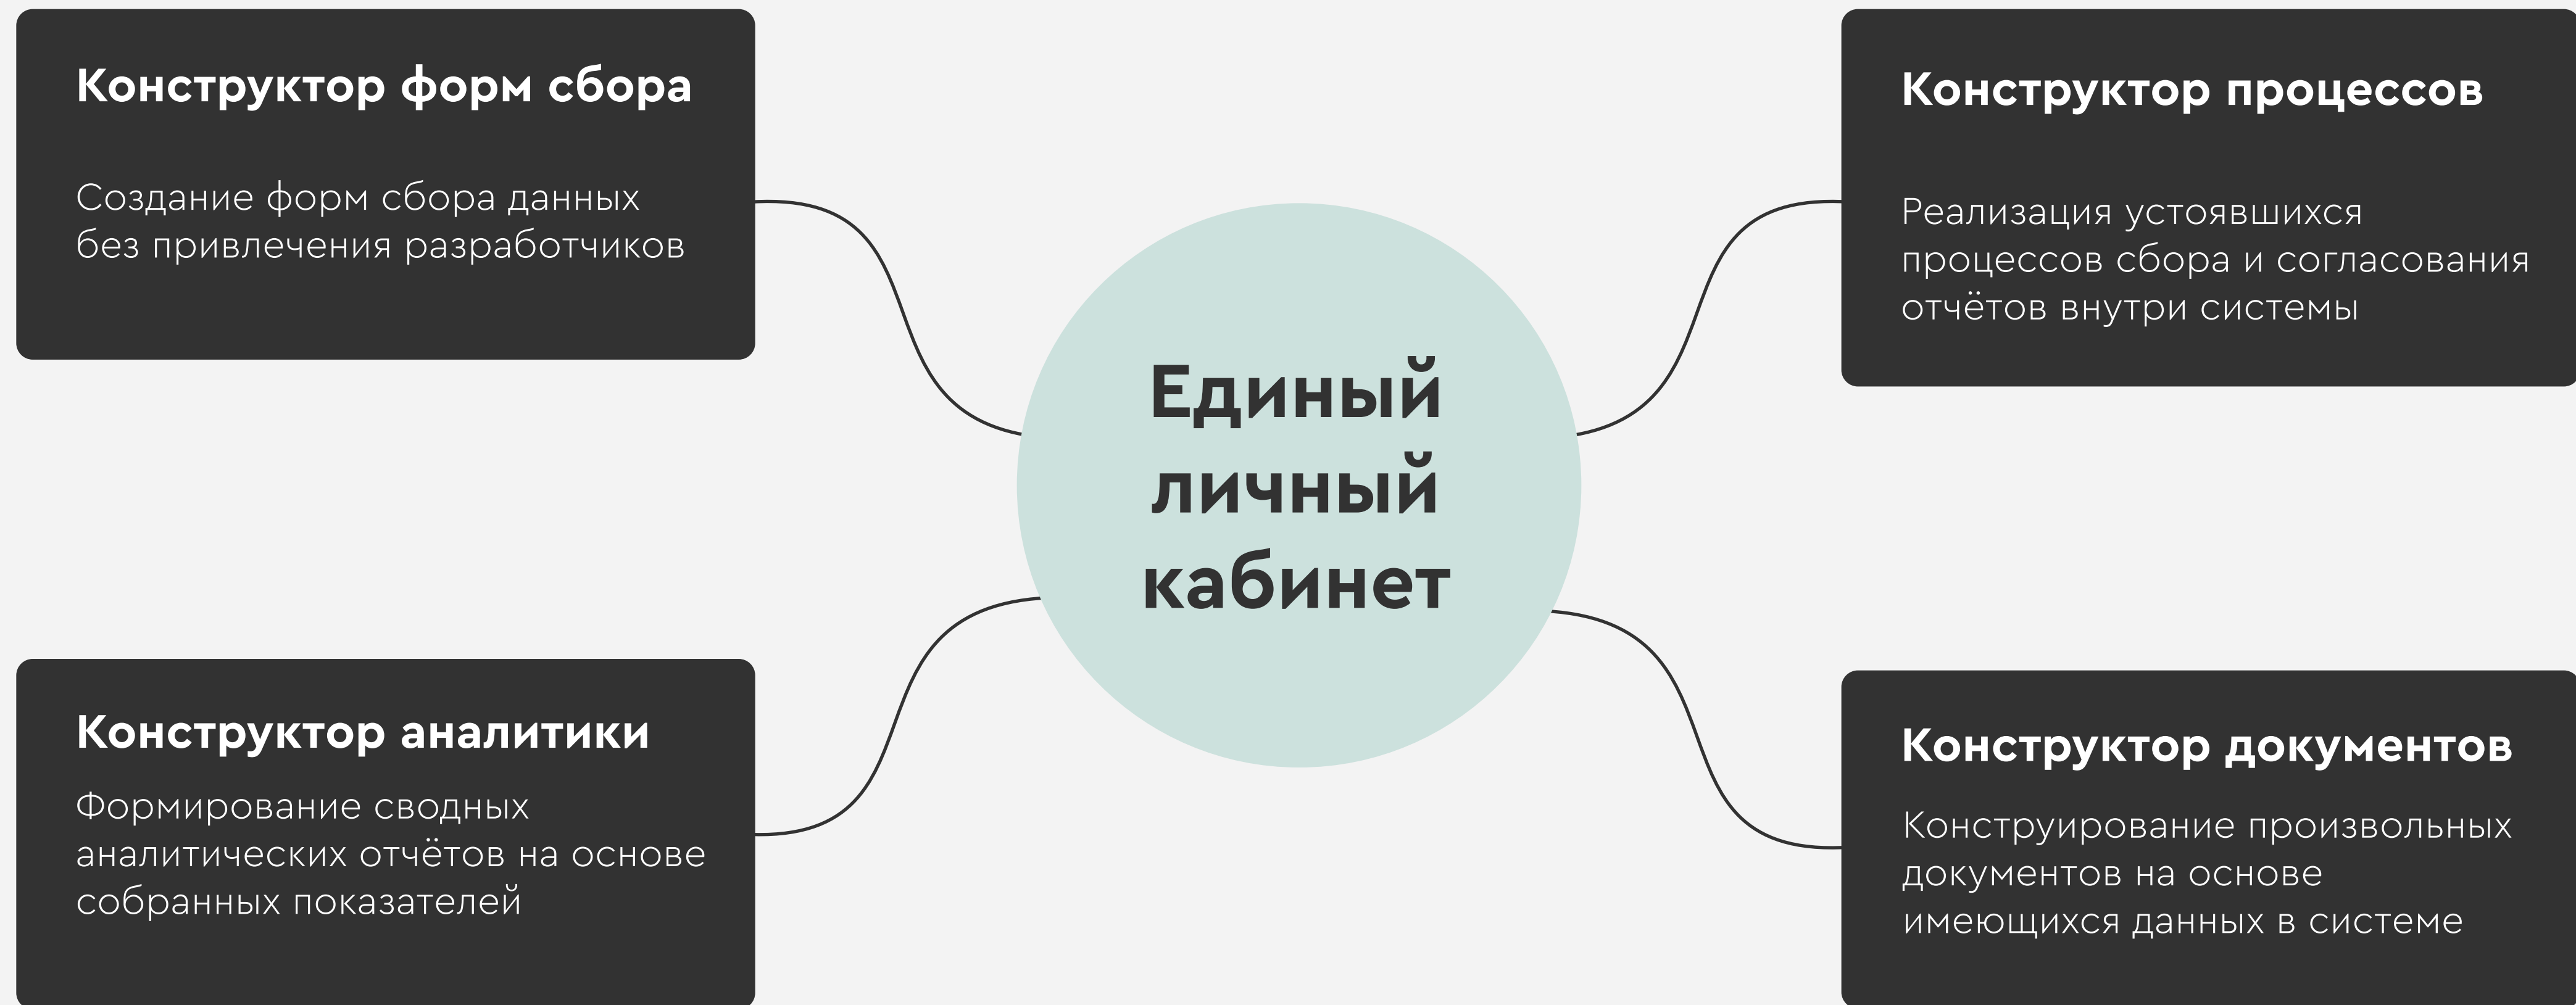 Конструктор форм сбора
Создание форм сбора данных
без привлечения разработчиков
Конструктор процессов
Реализация устоявшихся
процессов сбора и согласования
отчётов внутри системы
Единый
личный
кабинет
Конструктор аналитики
Формирование сводных
аналитических отчётов на основе
собранных показателей
Конструктор документов
Конструирование произвольных
документов на основе
имеющихся данных в системе